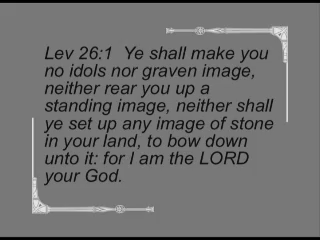 Lev 26:1  Ye shall make you
no idols nor graven image,
neither rear you up a
standing image, neither shall
ye set up any image of stone
in your land, to bow down
unto it: for I am the LORD
your God.